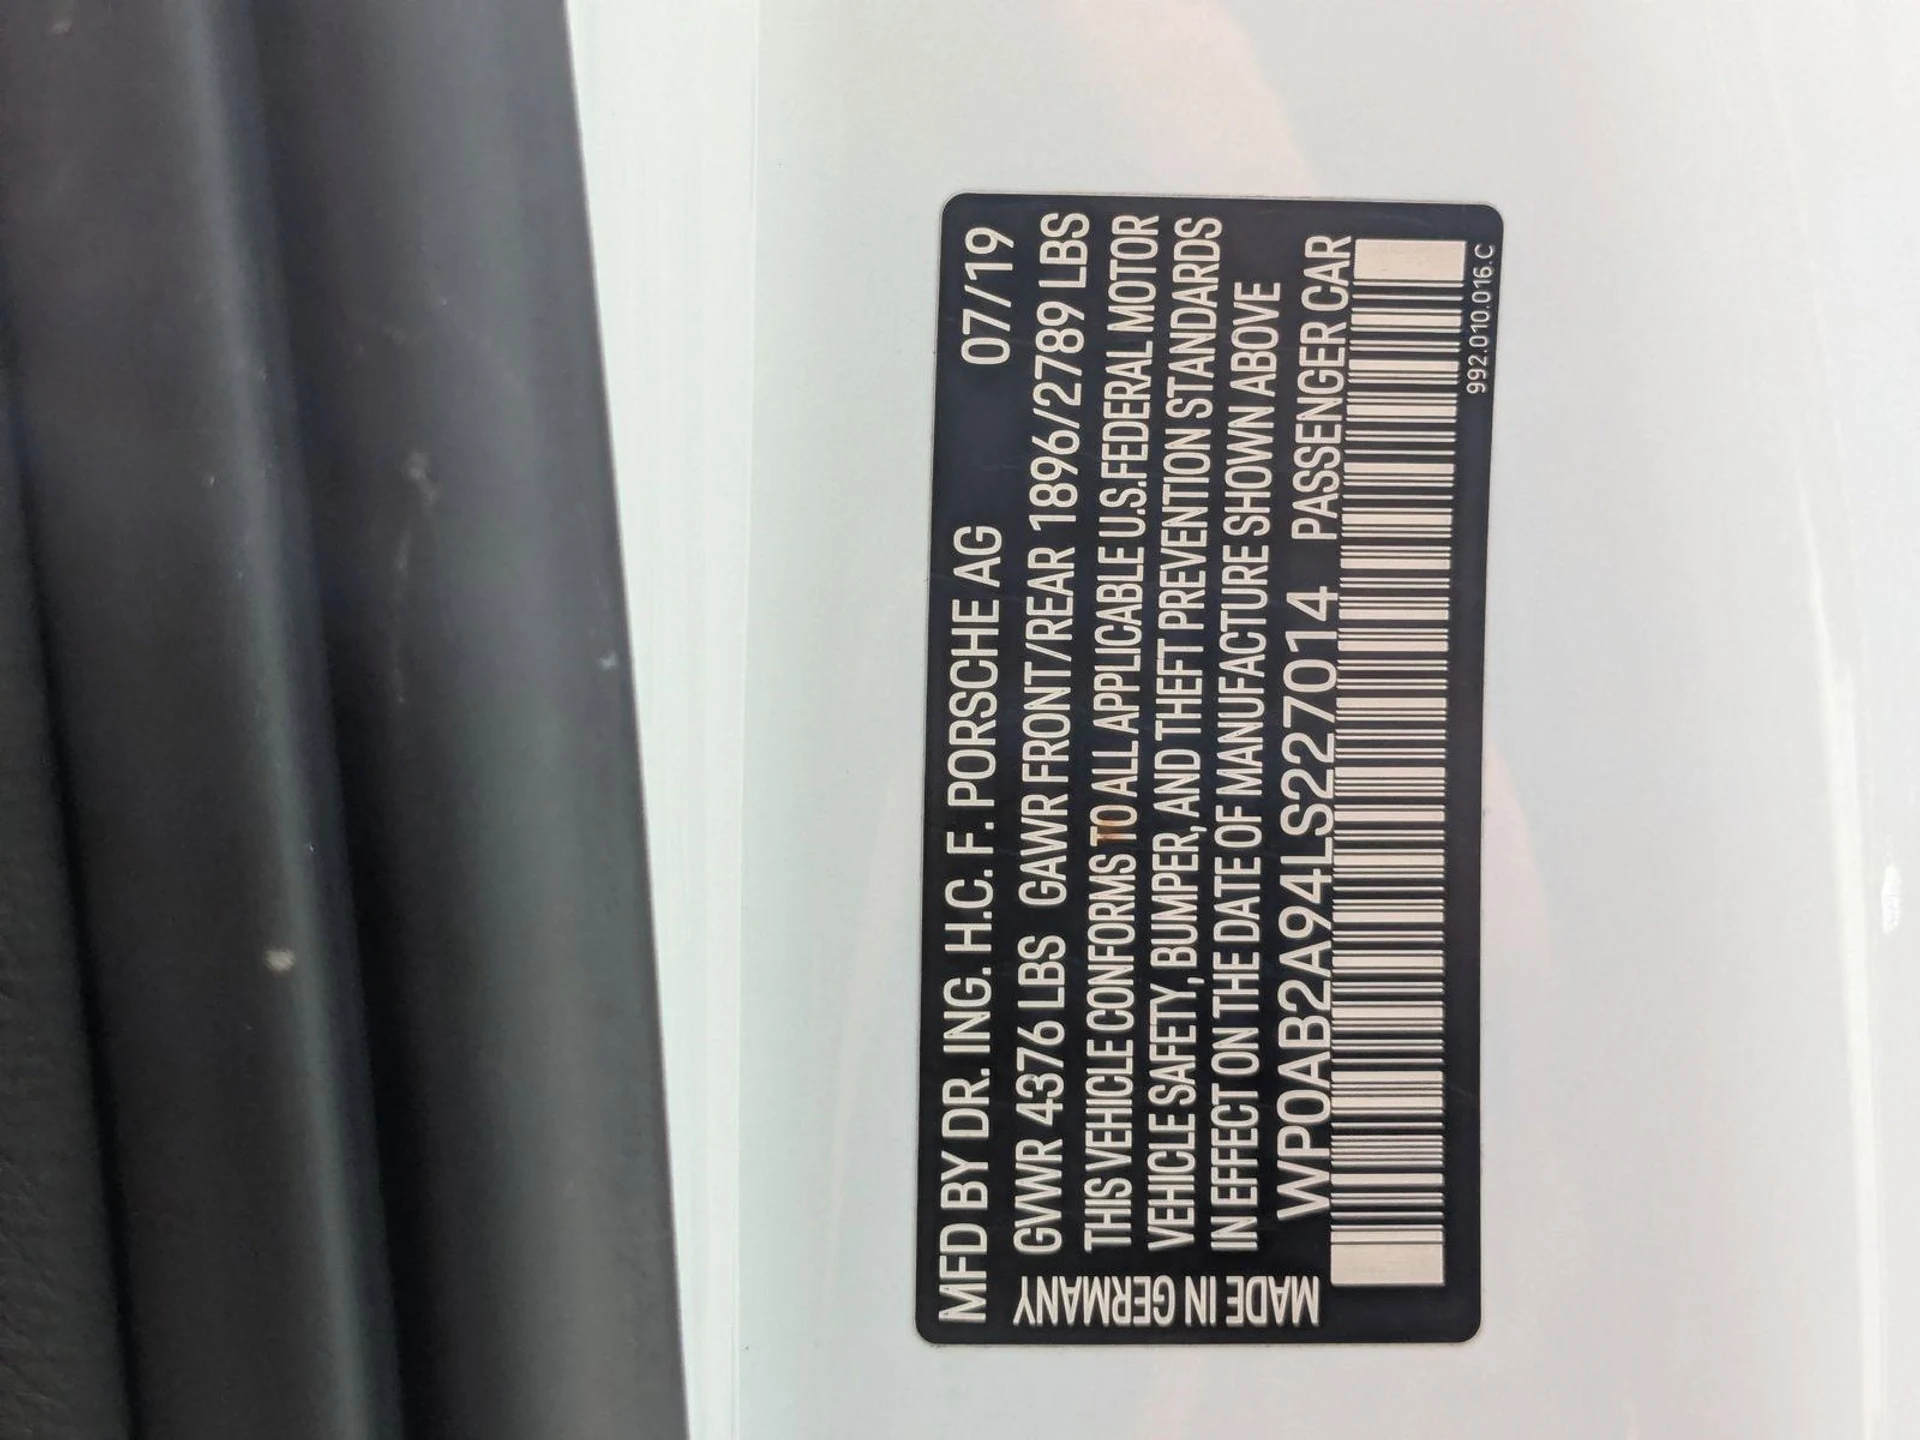 MFD BY DR. ING. H.C. F. PORSCHE AG 07/19
GVWR 4376 LBS GAWR FRONT/REAR 1896/2789 LBS
THIS VEHICLE CONFORMS TO ALL APPLICABLE U.S.FEDERAL MOTOR
VEHICLE SAFETY, BUMPER, AND THEFT PREVENTION STANDARDS
IN EFFECT ON THE DATE OF MANUFACTURE SHOWN ABOVE
WP0AB2A94LS227014 PASSENGER CAR
992.010.016.C
MADE IN GERMANY